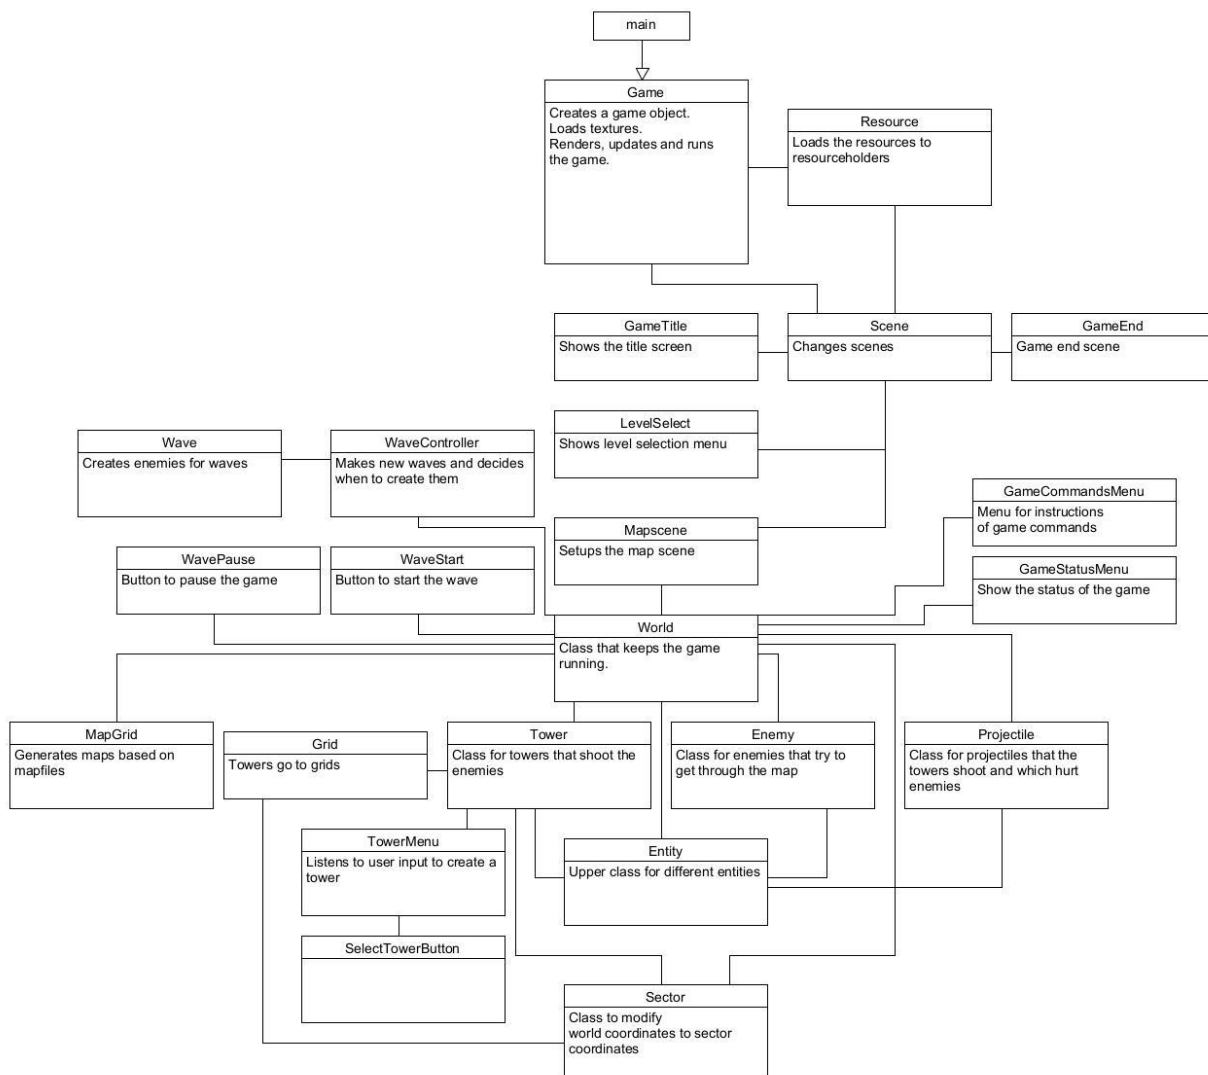 main
Game
Creates a game object.
Loads textures.
Renders, updates and runs
the game.
Resource
Loads the resources to
resourceholders
GameTitle
Shows the title screen
Scene
Changes scenes
GameEnd
Game end scene
LevelSelect
Shows level selection menu
Wave
Creates enemies for waves
WaveController
Makes new waves and decides
when to create them
GameCommandsMenu
Menu for instructions
of game commands
Mapscene
Setups the map scene
WavePause
Button to pause the game
WaveStart
Button to start the wave
GameStatusMenu
Show the status of the game
World
Class that keeps the game
running.
MapGrid
Generates maps based on
mapfiles
Grid
Towers go to grids
Tower
Class for towers that shoot the
enemies
Enemy
Class for enemies that try to
get through the map
Projectile
Class for projectiles that the
towers shoot and which hurt
enemies
TowerMenu
Listens to user input to create a
tower
Entity
Upper class for different entities
SelectTowerButton
Sector
Class to modify
world coordinates to sector
coordinates